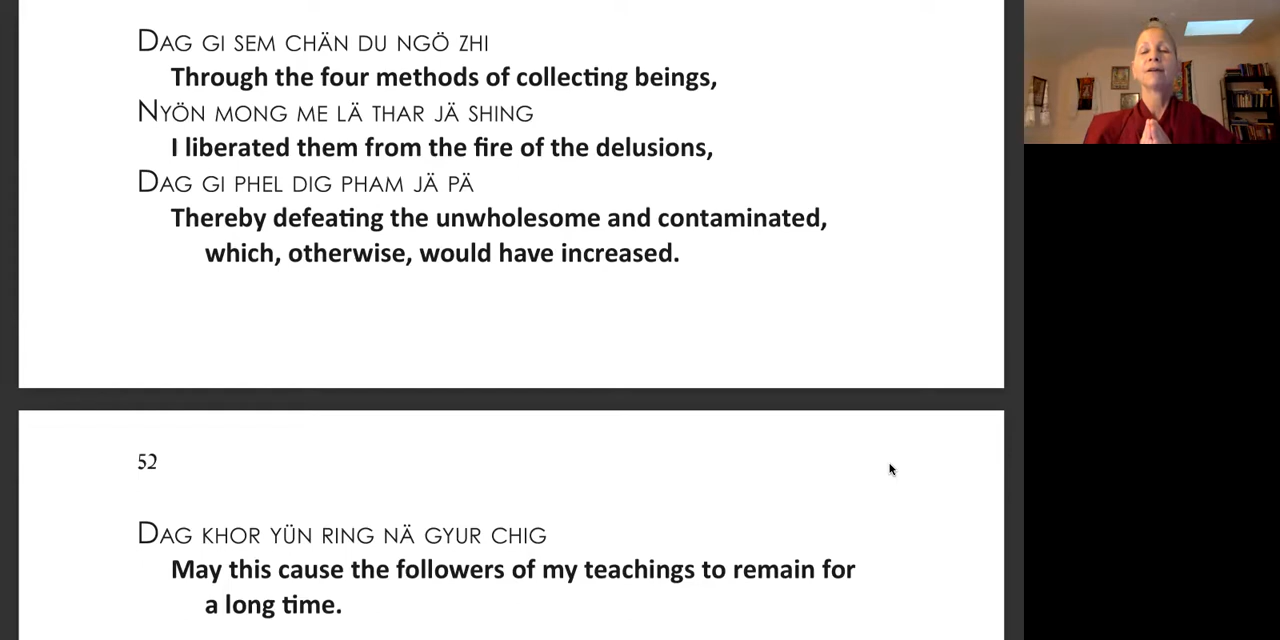 DAG GI SEM CHÄN DU NGÖ ZHI
Through the four methods of collecting beings,
NYÖN MONG ME LÄ THAR JÄ SHING
I liberated them from the fire of the delusions,
DAG GI PHEL DIG PHAM JÄ PÄ
Thereby defeating the unwholesome and contaminated,
which, otherwise, would have increased.
52
DAG KHOR YÜN RING NÄ GYUR CHIG
May this cause the followers of my teachings to remain for
a long time.